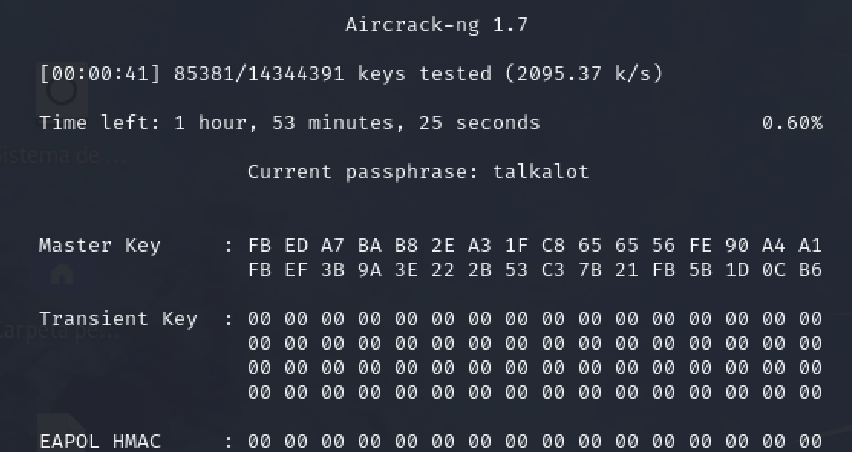 Aircrack-ng 1.7
[00:00:41] 85381/14344391 keys tested (2095.37 k/s)
Time left: 1 hour, 53 minutes, 25 seconds 0.60%
Sistema de ...
Current passphrase: talkalot
Master Key : FB ED A7 BA B8 2E A3 1F C8 65 65 56 FE 90 A4 A1
FB EF 3B 9A 3E 22 2B 53 C3 7B 21 FB 5B 1D 0C B6
Transient Key : 00 00 00 00 00 00 00 00 00 00 00 00 00 00 00 00
Carpeta pe...
00 00 00 00 00 00 00 00 00 00 00 00 00 00 00 00
00 00 00 00 00 00 00 00 00 00 00 00 00 00 00 00
00 00 00 00 00 00 00 00 00 00 00 00 00 00 00 00
EAPOL HMAC : 00 00 00 00 00 00 00 00 00 00 00 00 00 00 00 00